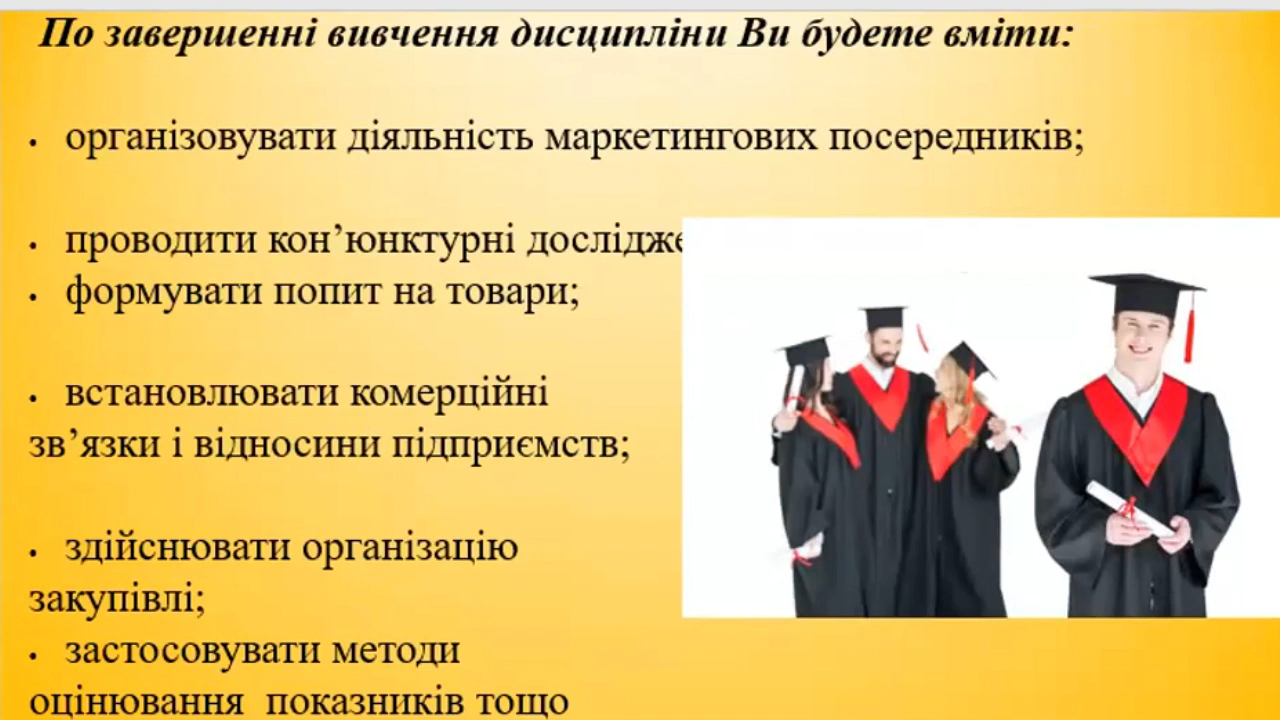 По завершенні вивчення дисципліни Ви будете вміти:
• організовувати діяльність маркетингових посередників;
• проводити кон’юнктурні
• формувати попит на товари;
• встановлювати комерційні
зв’язки і відносини підприємств;
• здійснювати організацію
закупівлі;
• застосовувати методи
оцінювання показників тощо